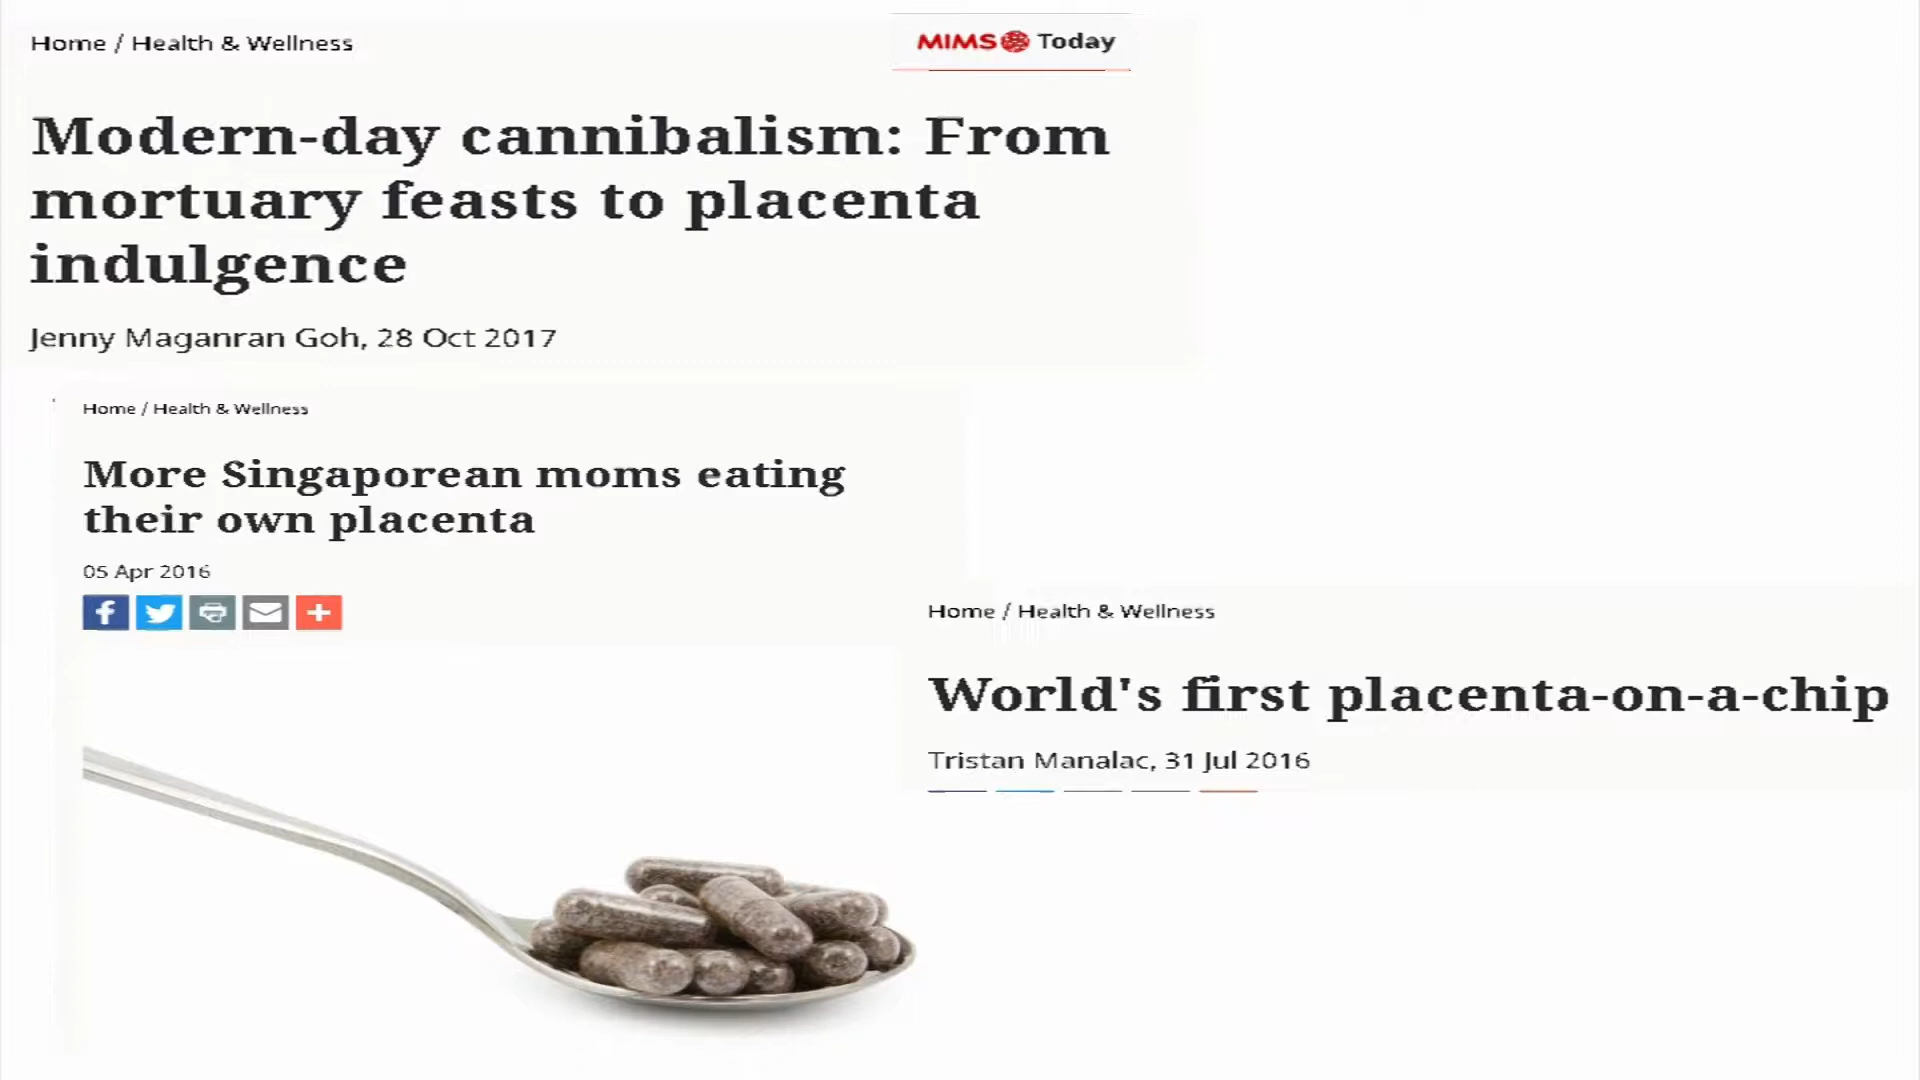 Home / Health & Wellness
MIMS Today
Modern-day cannibalism: From
mortuary feasts to placenta
indulgence
Jenny Maganran Goh, 28 Oct 2017
Home / Health & Wellness
More Singaporean moms eating
their own placenta
05 Apr 2016
Home / Health & Wellness
World's first placenta-on-a-chip
Tristan Manalac, 31 Jul 2016